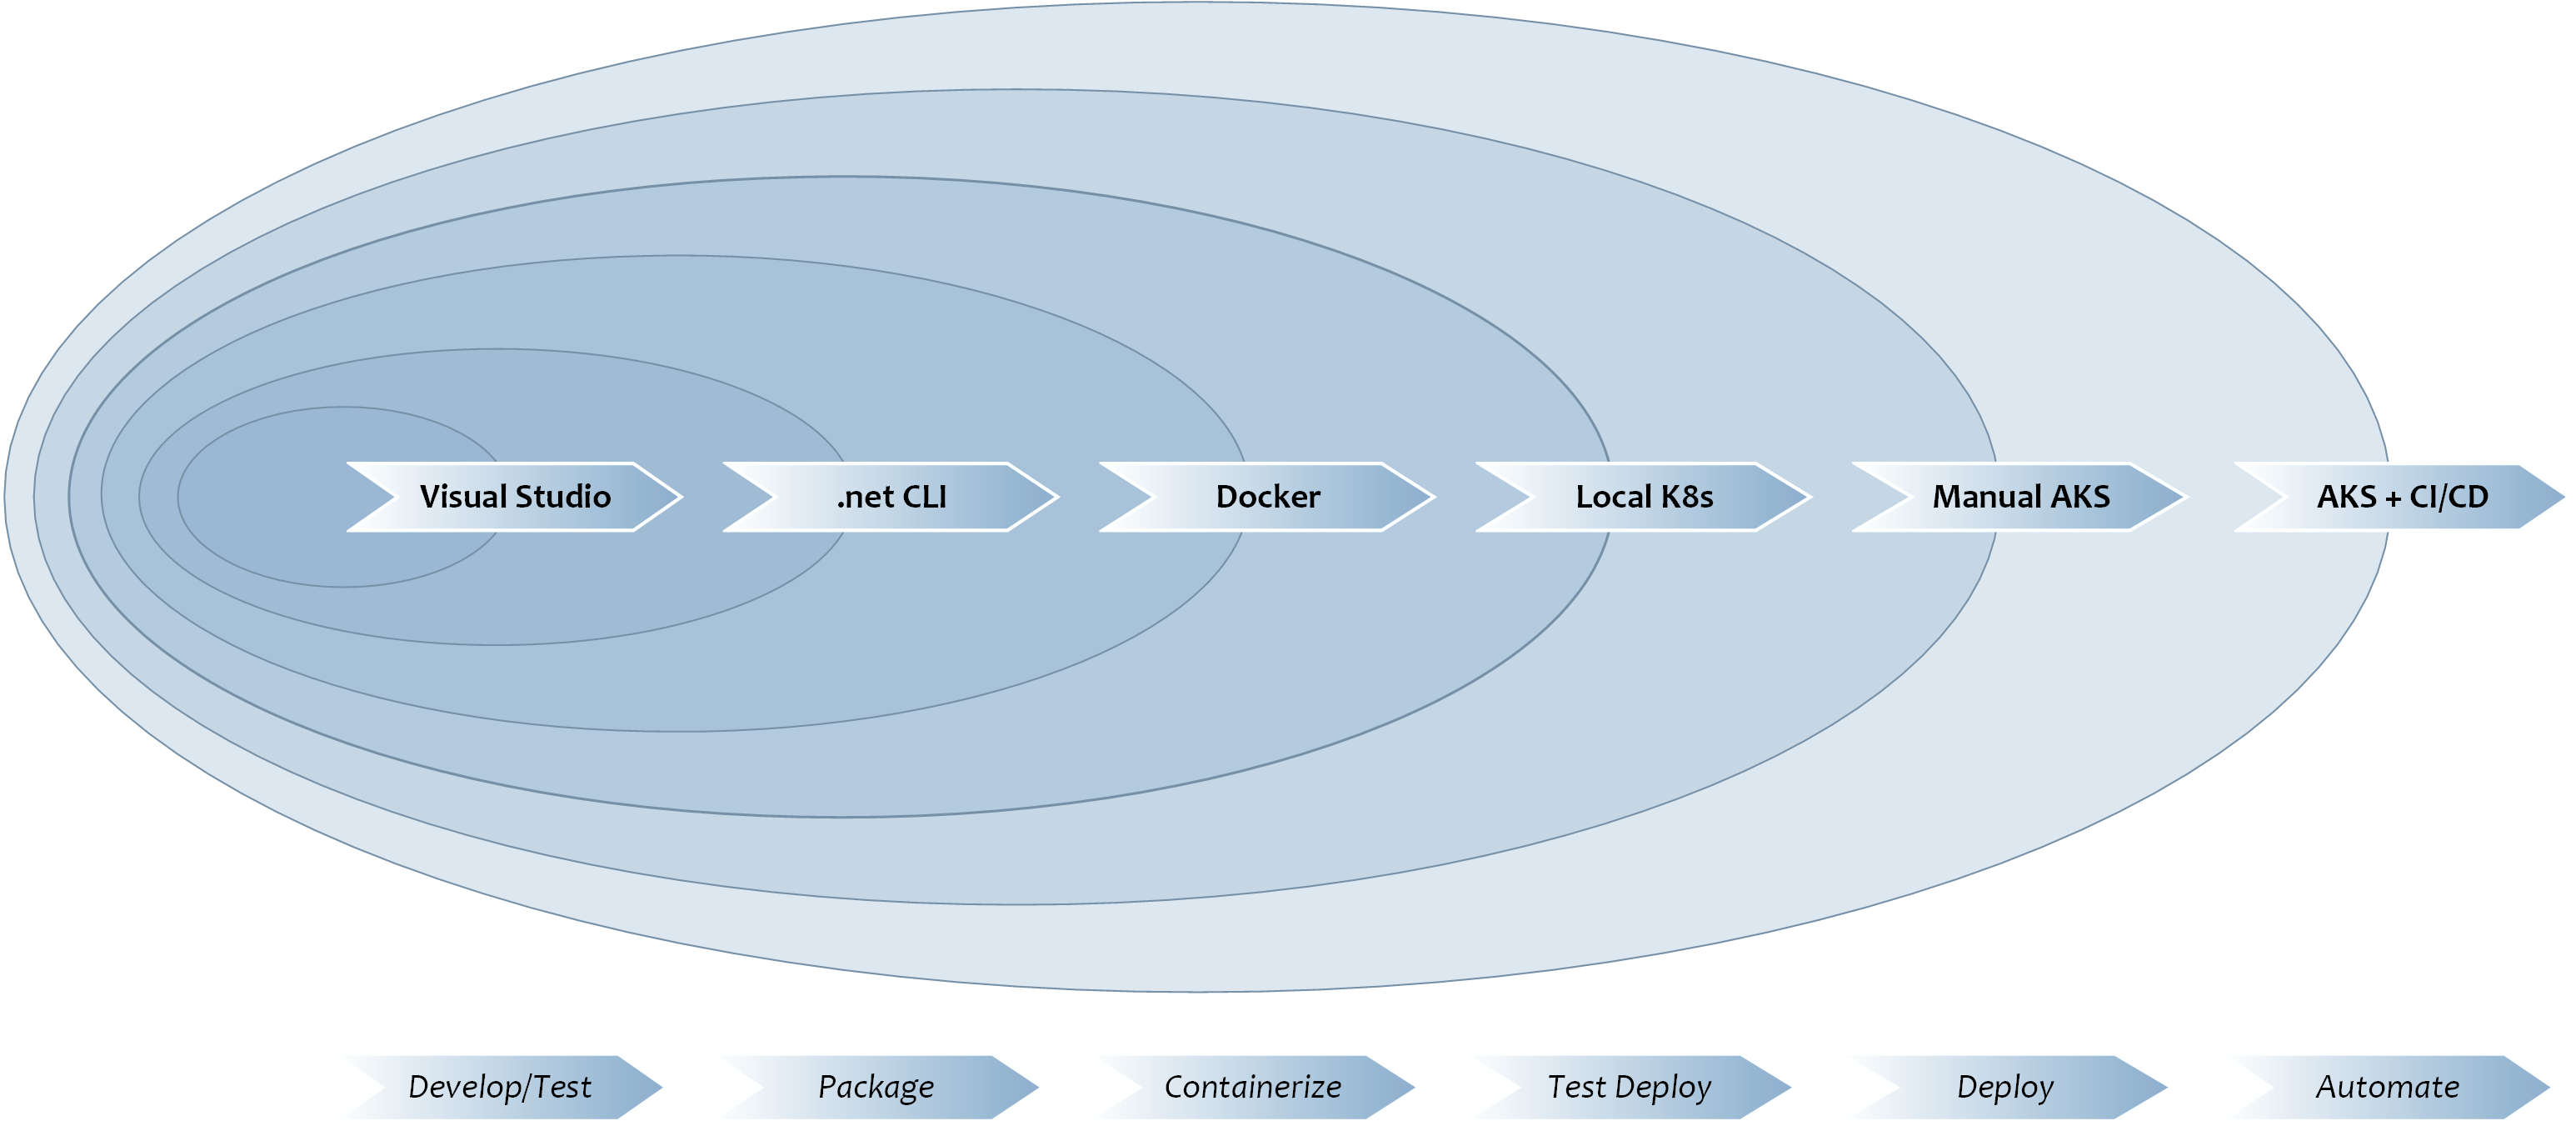 Visual Studio
.net CLI
Docker
Local K8s
Manual AKS
AKS + CI/CD
Develop/Test
Package
Containerize
Test Deploy
Deploy
Automate